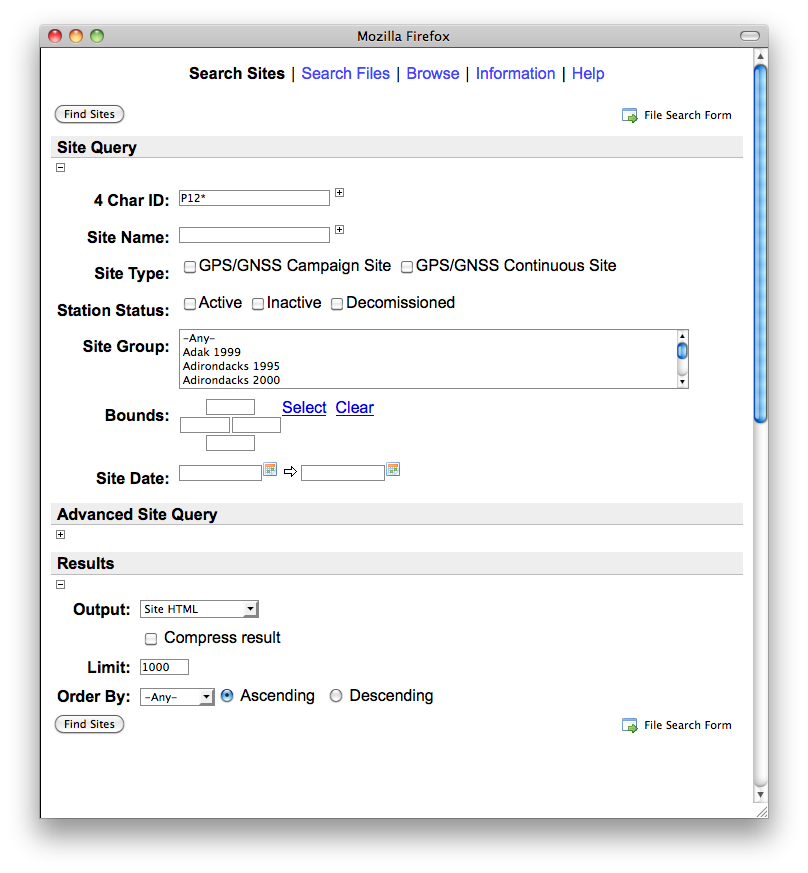 Mozilla Firefox
Search Sites | Search Files | Browse | Information | Help
Find Sites File Search Form
Site Query
4 Char ID: P12*
Site Name:
Site Type: GPS/GNSS Campaign Site GPS/GNSS Continuous Site
Station Status: Active Inactive Decomissioned
Site Group: -Any-
Adak 1999
Adirondacks 1995
Adirondacks 2000
Bounds: Select Clear
Site Date:
Advanced Site Query
Results
Output: Site HTML
Compress result
Limit: 1000
Order By: -Any- Ascending Descending
Find Sites File Search Form